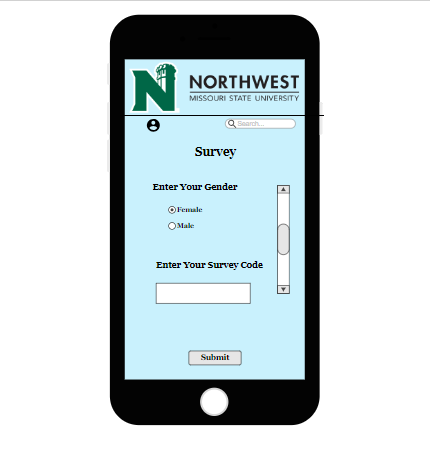 N
NORTHWEST
MISSOURI STATE UNIVERSITY
Search...
Survey
Enter Your Gender
Female
Male
Enter Your Survey Code
Submit